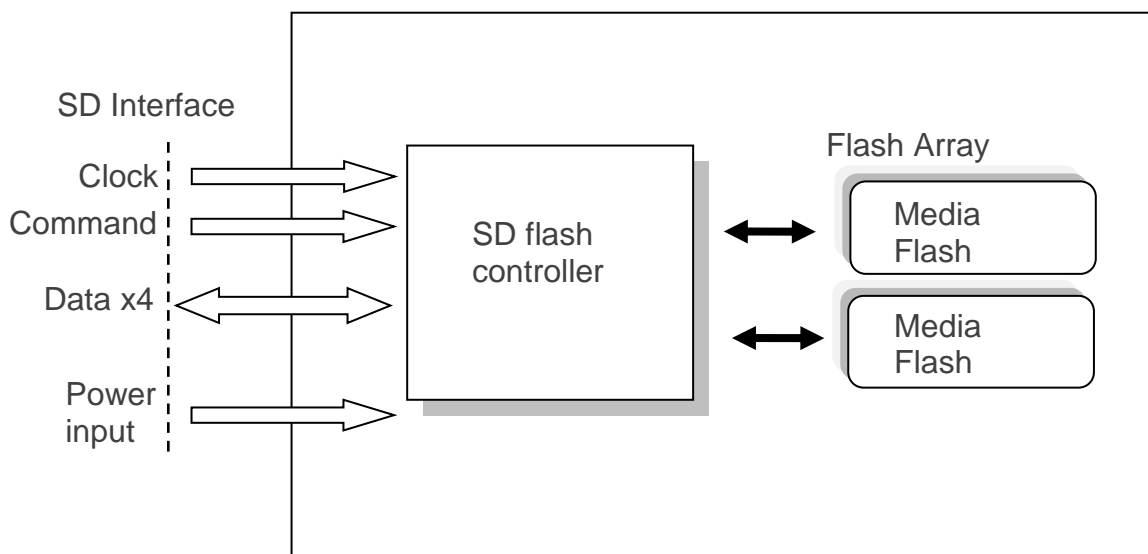 SD Interface
Clock
Command
Data x4
Power
input
SD flash
controller
Flash Array
Media
Flash
Media
Flash